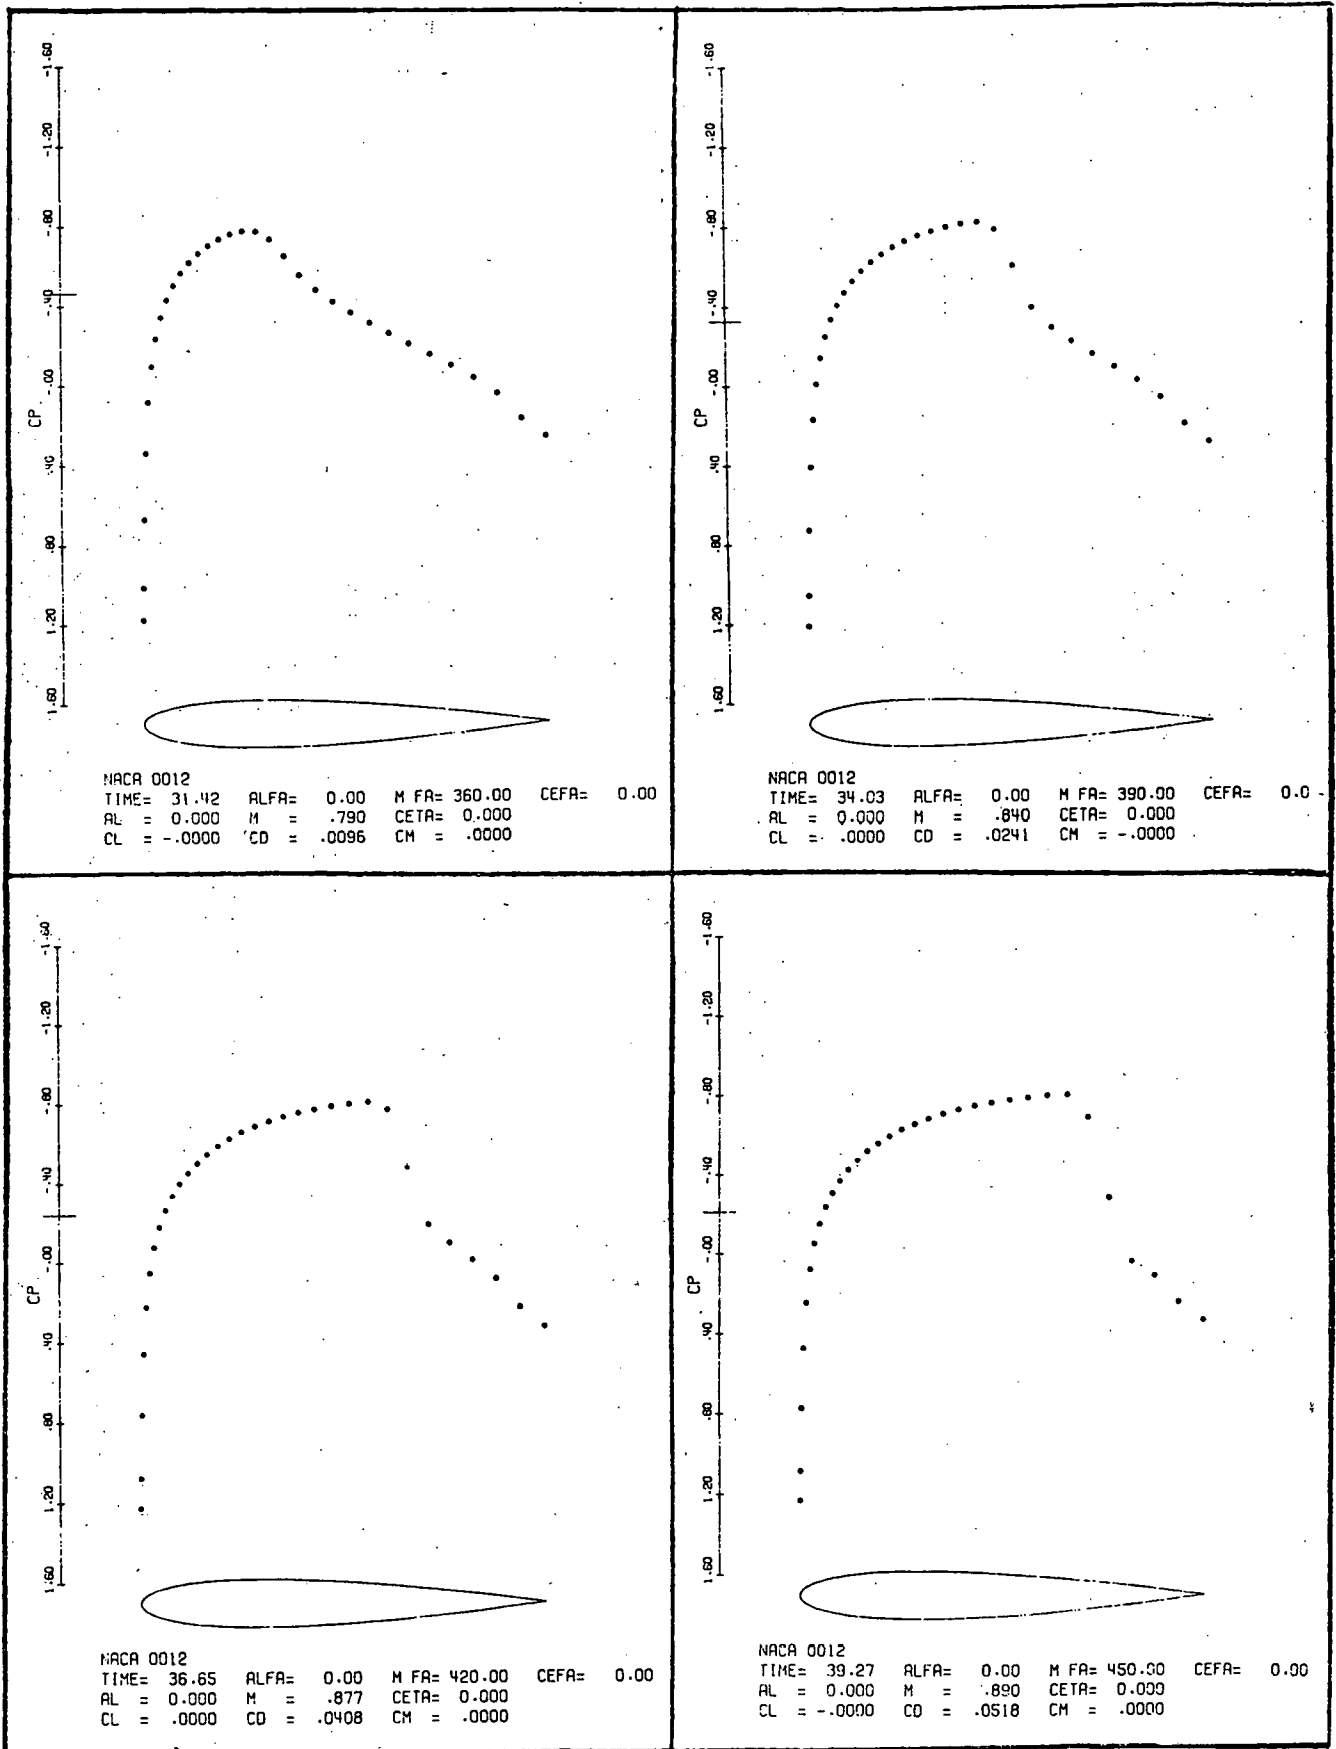 -1.60
-1.20
-.80
-.40
-.00
.40
.80
1.20
1.60
CP
NACA 0012
TIME= 31.42 ALFA= 0.00 M FA= 360.00 CEFA= 0.00
AL = 0.000 M = .790 CETA= 0.000
CL = -.0000 CD = .0096 CM = .0000
-1.60
-1.20
-.80
-.40
-.00
.40
.80
1.20
1.60
CP
NACA 0012
TIME= 34.03 ALFA= 0.00 M FA= 390.00 CEFA= 0.0
AL = 0.000 M = .840 CETA= 0.000
CL = .0000 CD = .0241 CM = -.0000
-1.60
-1.20
-.80
-.40
-.00
.40
.80
1.20
1.60
CP
NACA 0012
TIME= 36.65 ALFA= 0.00 M FA= 420.00 CEFA= 0.00
AL = 0.000 M = .877 CETA= 0.000
CL = .0000 CD = .0408 CM = .0000
-1.60
-1.20
-.80
-.40
-.00
.40
.80
1.20
1.60
CP
NACA 0012
TIME= 39.27 ALFA= 0.00 M FA= 450.00 CEFA= 0.00
AL = 0.000 M = .890 CETA= 0.000
CL = -.0000 CD = .0518 CM = .0000